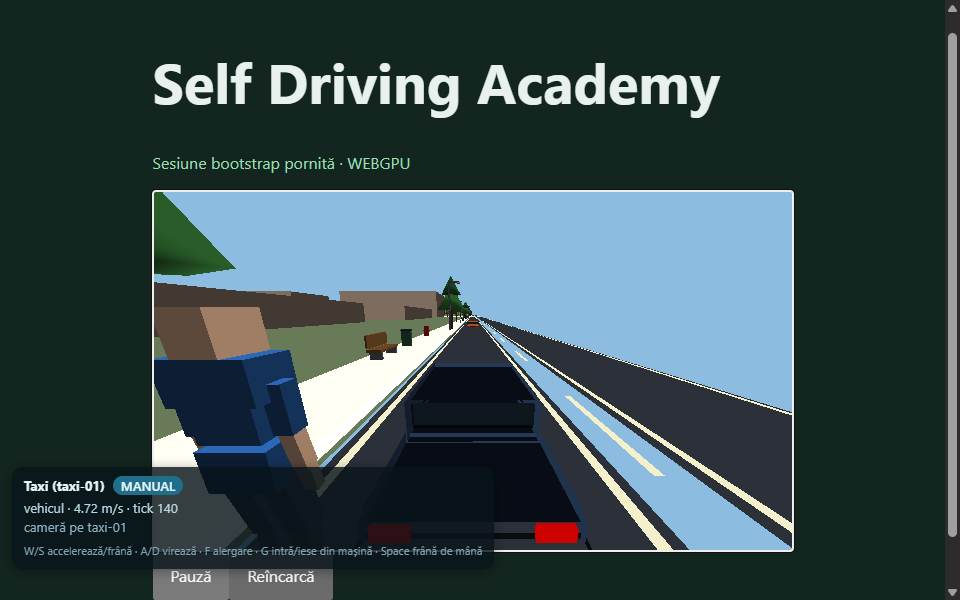 Self Driving Academy
Sesiune bootstrap pornită · WEBGPU
Taxi (taxi-01) MANUAL
vehicul · 4.72 m/s · tick 140
cameră pe taxi-01
W/S accelerează/frână · A/D virează · F alergare · G intră/iese din mașină · Space frână de mână
Pauză Reîncarcă